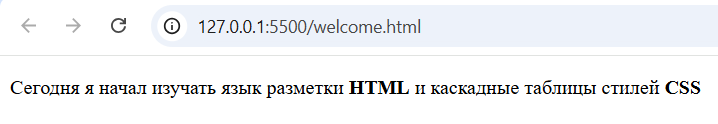 127.0.0.1:5500/welcome.html
Сегодня я начал изучать язык разметки HTML и каскадные таблицы стилей CSS